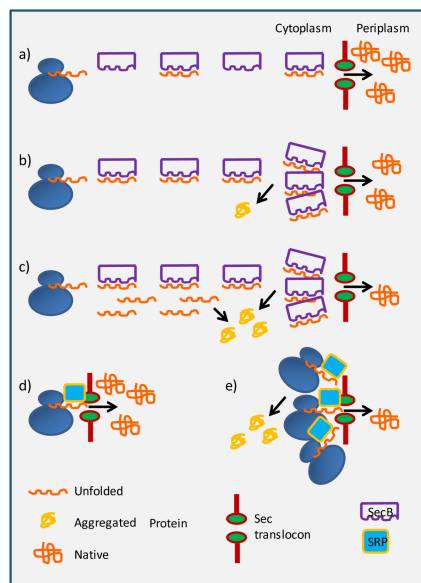 Cytoplasm Periplasm
a)
b)
c)
d)
e)
Unfolded
Aggregated Protein
Native
Sec
translocon
SecB
SRP